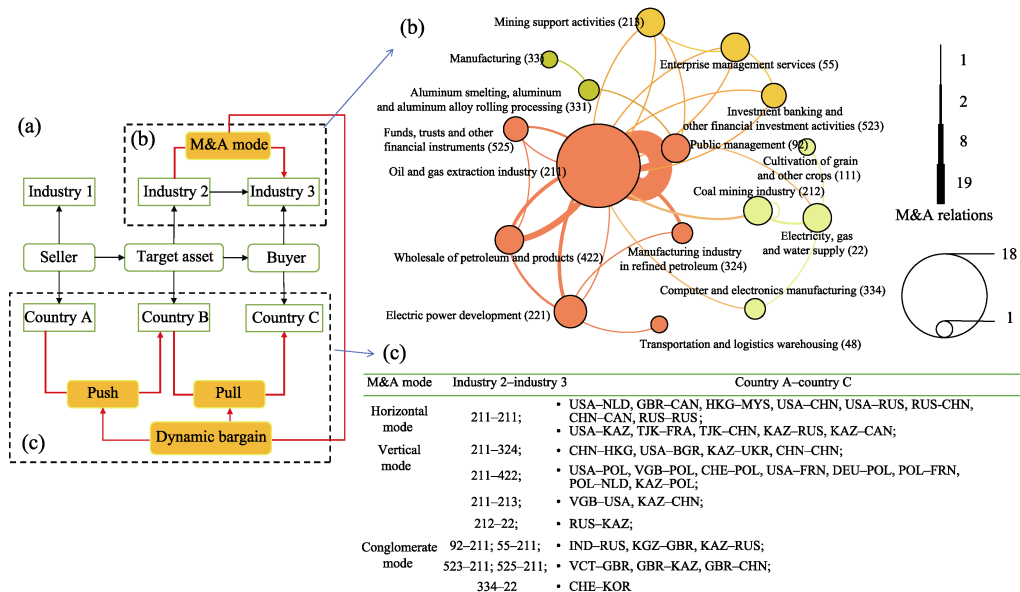 (a)
(b)
M&A mode
Industry 1
Industry 2
Industry 3
Seller
Target asset
Buyer
Country A
Country B
Country C
Push
Pull
Dynamic bargain
(c)
(b)
Mining support activities (213)
Manufacturing (33)
Enterprise management services (55)
Aluminum smelting, aluminum
and aluminum alloy rolling processing (331)
Investment banking and
other financial investment activities (523)
Funds, trusts and other
financial instruments (525)
Public management (92)
Oil and gas extraction industry (211)
Cultivation of grain
and other crops (111)
Coal mining industry (212)
Electricity, gas
and water supply (22)
Wholesale of petroleum and products (422)
Manufacturing industry
in refined petroleum (324)
Computer and electronics manufacturing (334)
Electric power development (221)
Transportation and logistics warehousing (48)
1
2
8
19
M&A relations
18
1
(c)
M&A mode Industry 2–industry 3 Country A–country C
Horizontal
mode
211–211;
• USA–NLD, GBR–CAN, HKG–MYS, USA–CHN, USA–RUS, RUS-CHN,
CHN–CAN, RUS–RUS;
• USA–KAZ, TJK–FRA, TJK–CHN, KAZ–RUS, KAZ–CAN;
Vertical
mode
211–324; • CHN–HKG, USA–BGR, KAZ–UKR, CHN–CHN;
211–422; • USA–POL, VGB–POL, CHE–POL, USA–FRN, DEU–POL, POL–FRN,
POL–NLD, KAZ–POL;
211–213; • VGB–USA, KAZ–CHN;
212–22; • RUS–KAZ;
Conglomerate
mode
92–211; 55–211; • IND–RUS, KGZ–GBR, KAZ–RUS;
523–211; 525–211; • VCT–GBR, GBR–KAZ, GBR–CHN;
334–22 • CHE–KOR